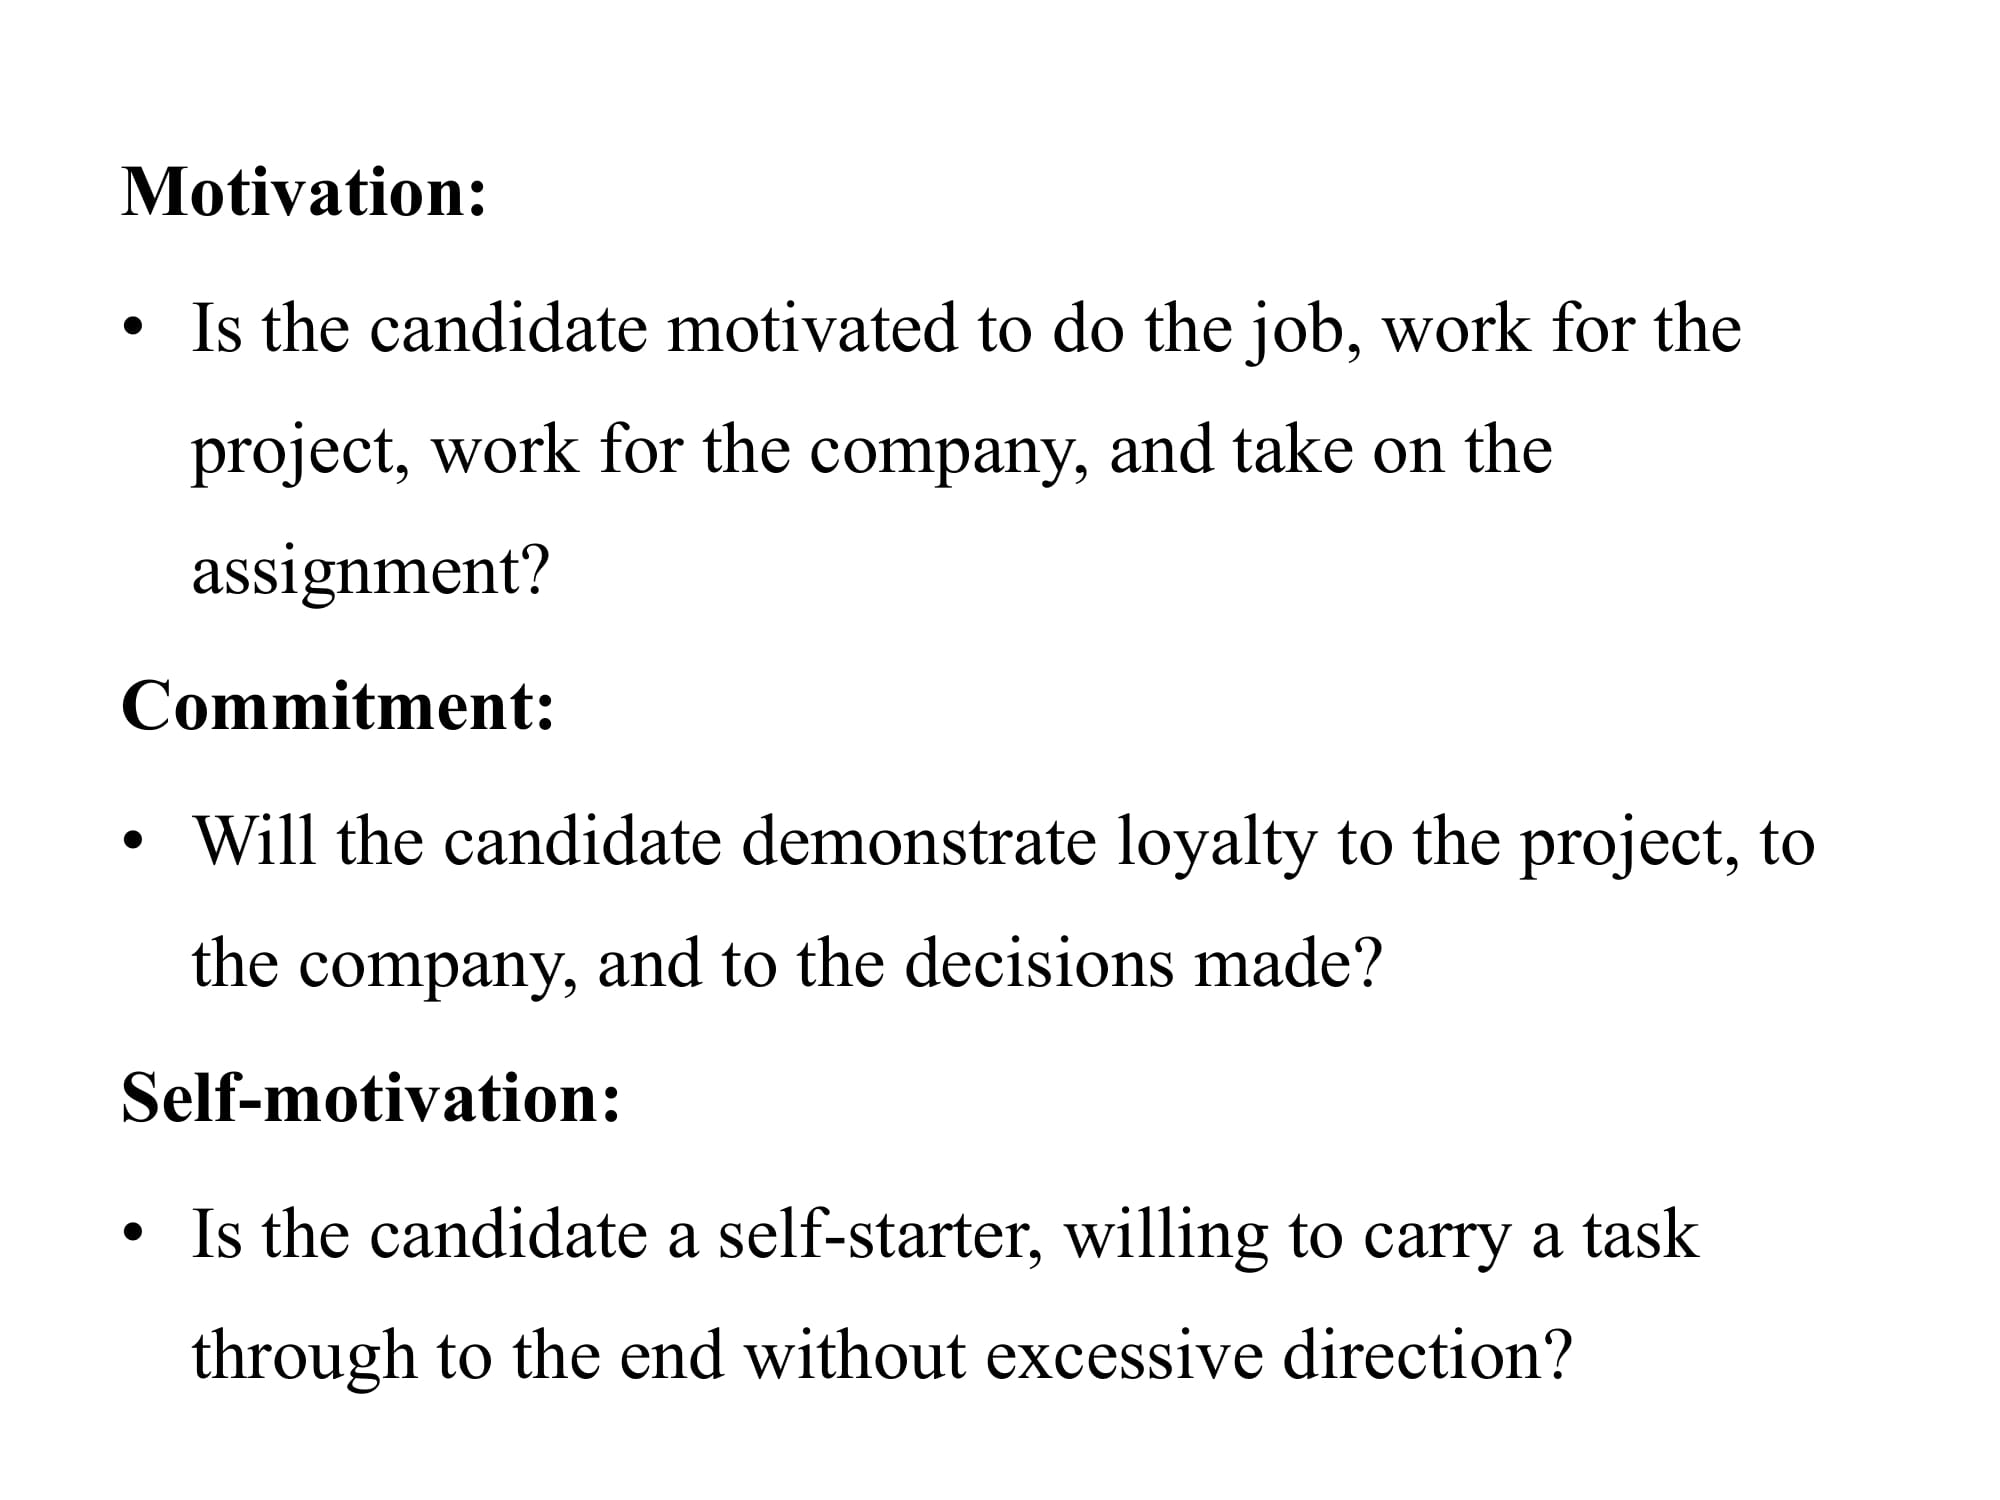 Motivation:
• Is the candidate motivated to do the job, work for the
project, work for the company, and take on the
assignment?
Commitment:
• Will the candidate demonstrate loyalty to the project, to
the company, and to the decisions made?
Self-motivation:
• Is the candidate a self-starter, willing to carry a task
through to the end without excessive direction?